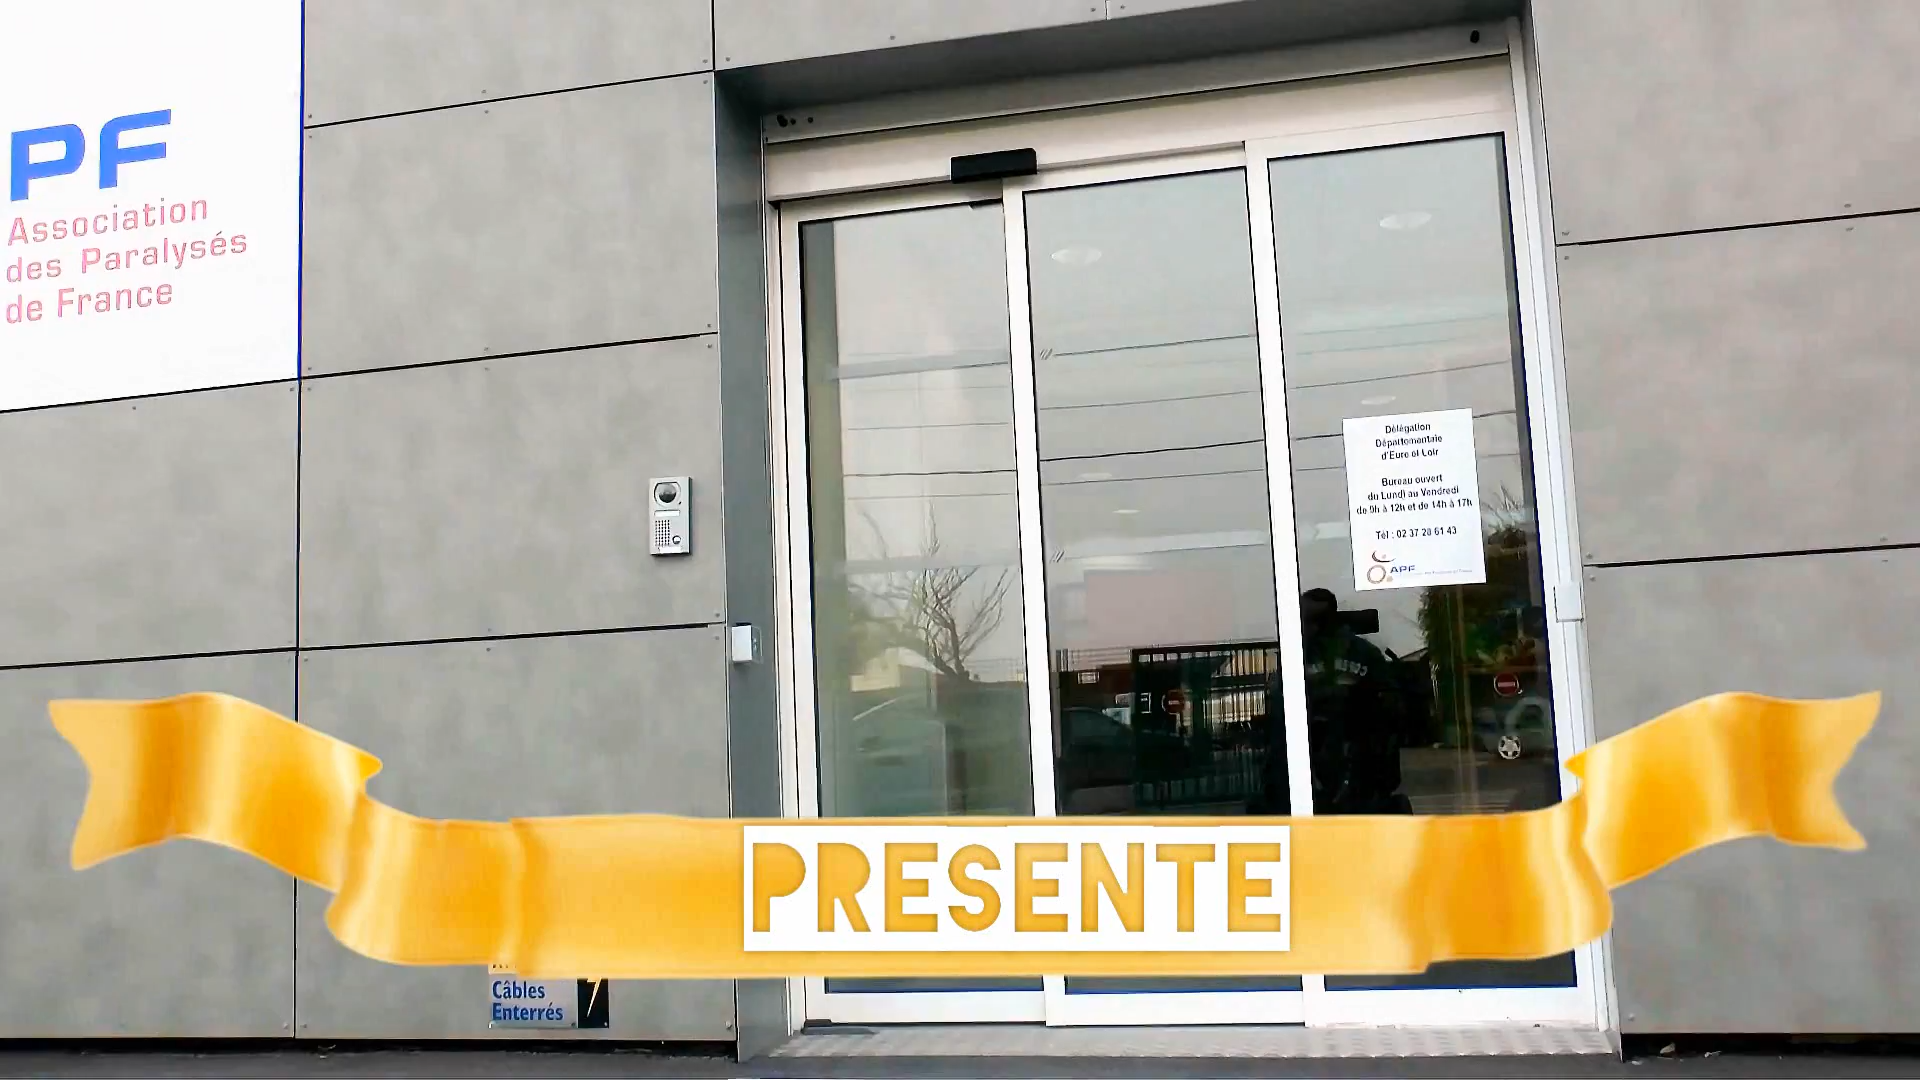 PF
Association
des Paralysés
de France
Délégation
Départementale
d'Eure et Loir
Bureau ouvert
du Lundi au Vendredi
de 9h à 12h et de 14h à 17h
Tél : 02 37 28 61 43
APF
PRESENTE
Câbles
Enterrés